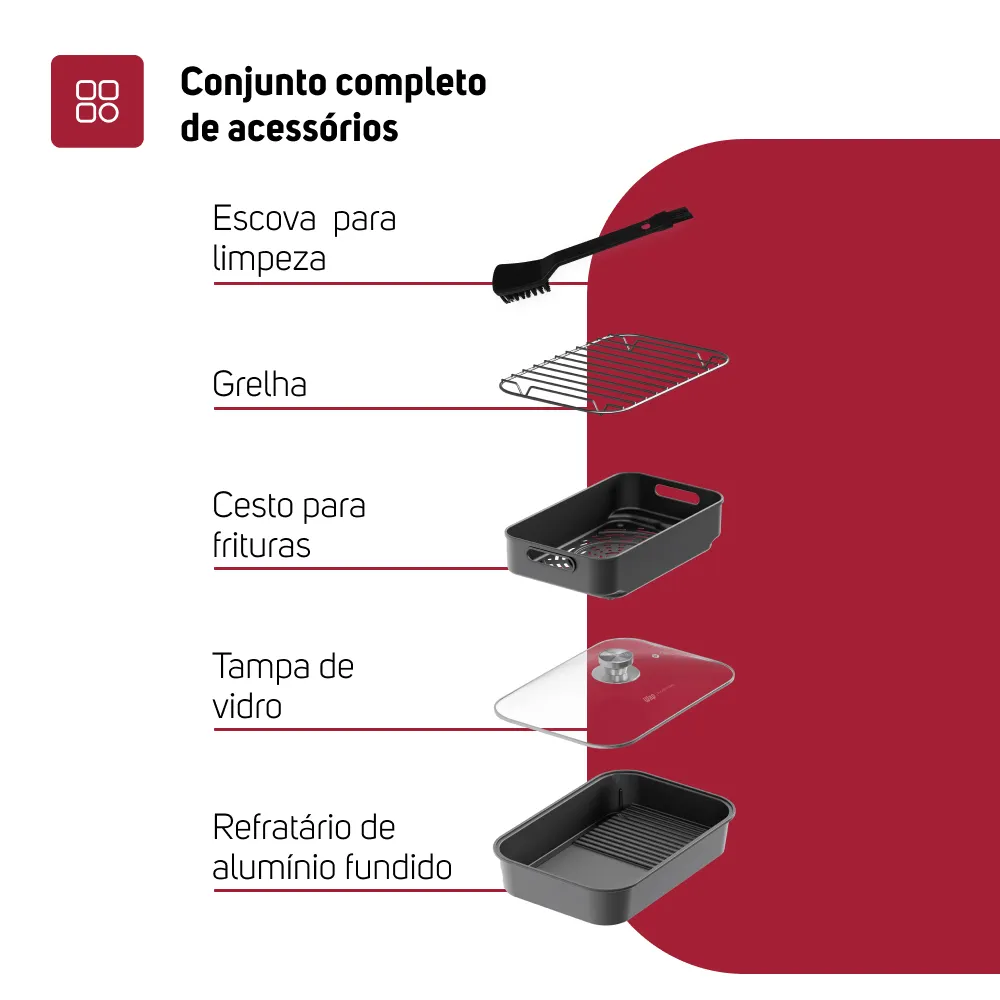 Conjunto completo
de acessórios
Escova para
limpeza
Grelha
Cesto para
frituras
Tampa de
vidro
Refratário de
alumínio fundido